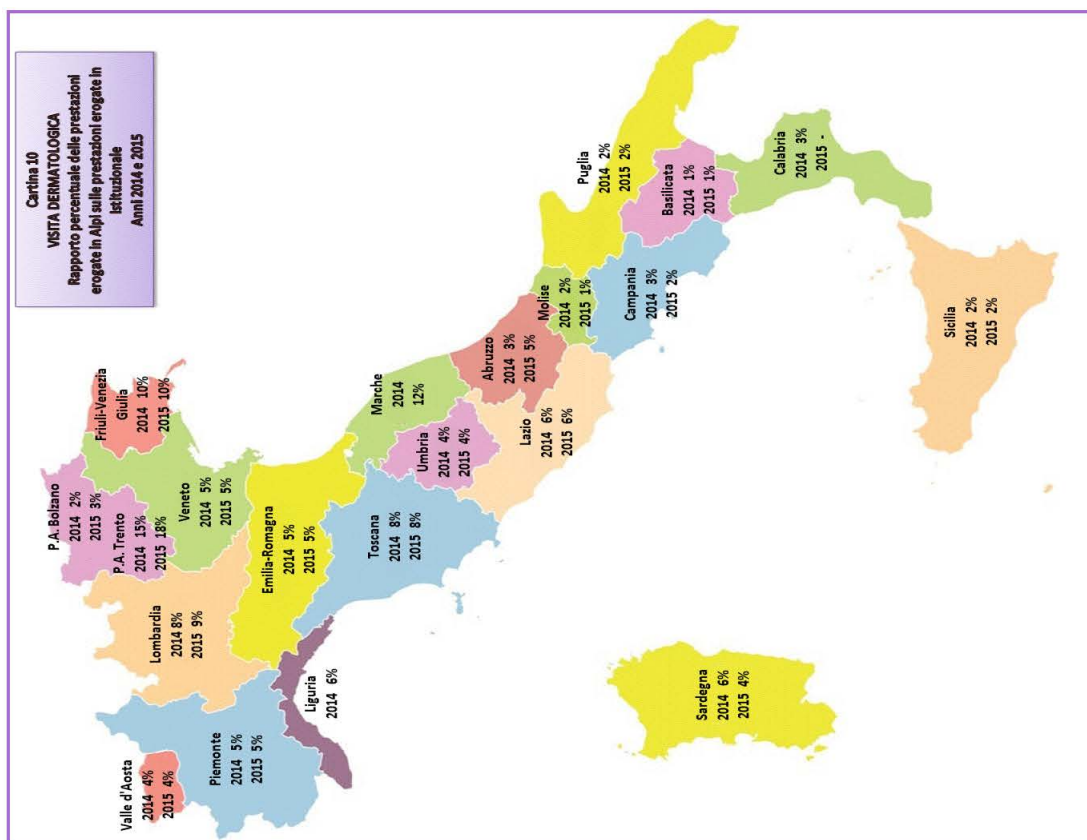 Cartina 10
VISITA DERMATOLOGICA
Rapporto percentuale delle prestazioni
erogate in Alpi sulle prestazioni erogate in
Istituzionale
Anni 2014 e 2015
Valle d'Aosta
2014 4%
2015 4%
Piemonte
2014 5%
2015 5%
Liguria
2014 6%
Lombardia
2014 8%
2015 9%
P.A. Bolzano
2014 2%
2015 3%
P.A. Trento
2014 15%
2015 18%
Veneto
2014 5%
2015 5%
Friuli-Venezia
Giulia
2014 10%
2015 10%
Emilia-Romagna
2014 5%
2015 5%
Toscana
2014 8%
2015 8%
Marche
2014
12%
Umbria
2014 4%
2015 4%
Lazio
2014 6%
2015 6%
Abruzzo
2014 3%
2015 5%
Molise
2014 2%
2015 1%
Campania
2014 3%
2015 2%
Puglia
2014 2%
2015 2%
Basilicata
2014 1%
2015 1%
Calabria
2014 3%
2015 -
Sicilia
2014 2%
2015 2%
Sardegna
2014 6%
2015 4%